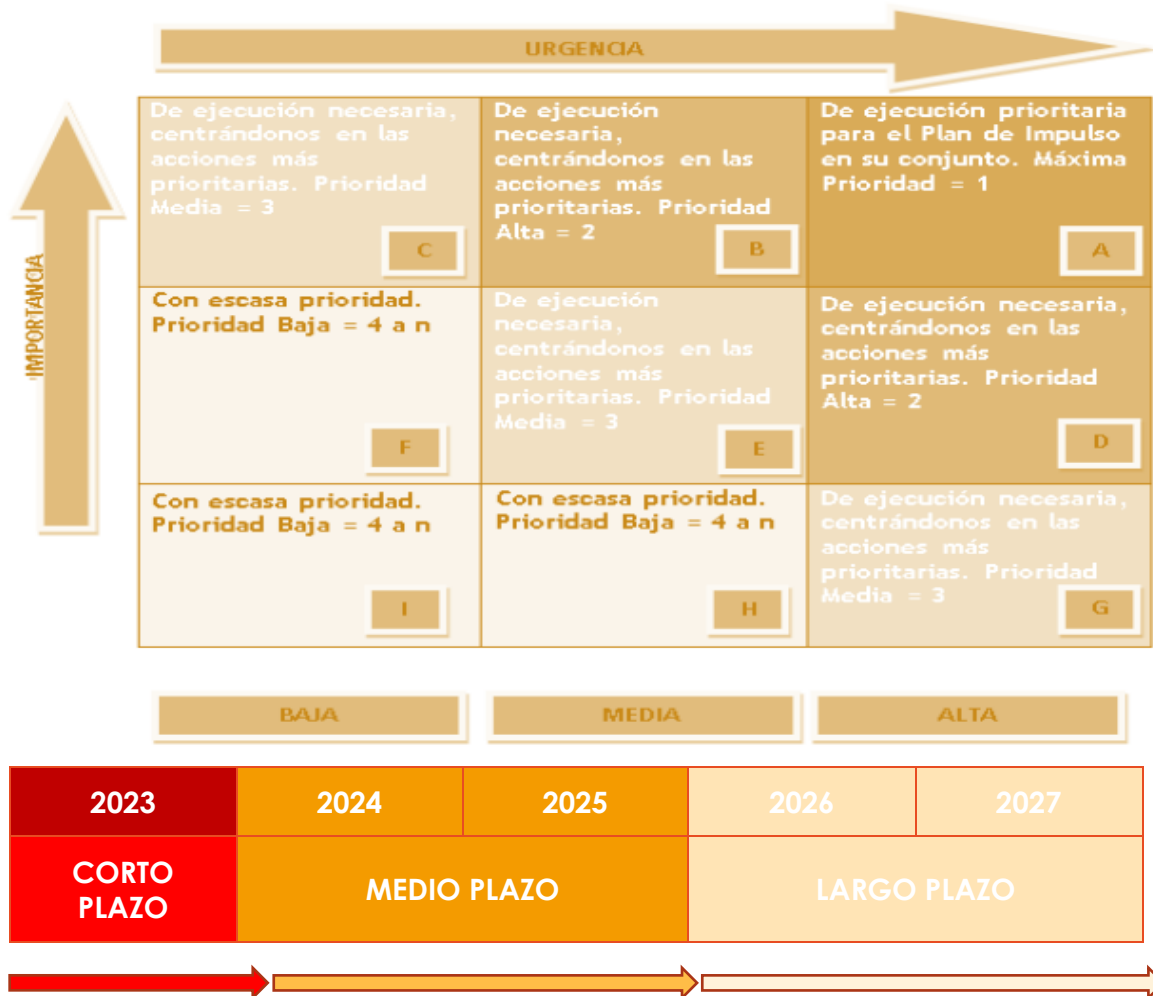 URGENCIA
IMPORTANCIA
De ejecución necesaria,
centrándonos en las
acciones más
prioritarias. Prioridad
Media = 3
C
De ejecución
necesaria,
centrándonos en las
acciones más
prioritarias. Prioridad
Alta = 2
B
De ejecución prioritaria
para el Plan de Impulso
en su conjunto. Máxima
Prioridad = 1
A
Con escasa prioridad.
Prioridad Baja = 4 a n
F
De ejecución
necesaria,
centrándonos en las
acciones más
prioritarias. Prioridad
Media = 3
E
De ejecución necesaria,
centrándonos en las
acciones más
prioritarias. Prioridad
Alta = 2
D
Con escasa prioridad.
Prioridad Baja = 4 a n
I
Con escasa prioridad.
Prioridad Baja = 4 a n
H
De ejecución necesaria,
centrándonos en las
acciones más
prioritarias. Prioridad
Media = 3
G
BAJA
MEDIA
ALTA
2023
2024
2025
2026
2027
CORTO
PLAZO
MEDIO PLAZO
LARGO PLAZO